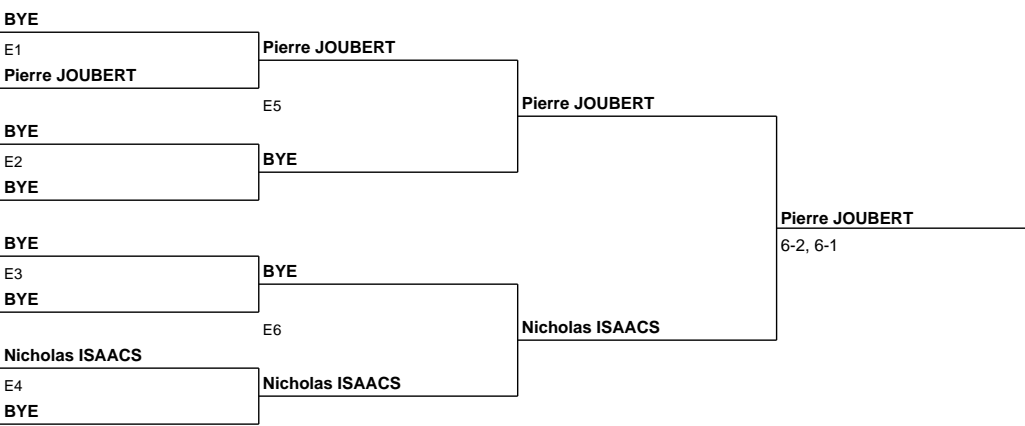 BYE
E1
Pierre JOUBERT
Pierre JOUBERT
E5
Pierre JOUBERT
BYE
E2
BYE
BYE
Pierre JOUBERT
6-2, 6-1
BYE
E3
BYE
BYE
E6
Nicholas ISAACS
Nicholas ISAACS
E4
Nicholas ISAACS
BYE